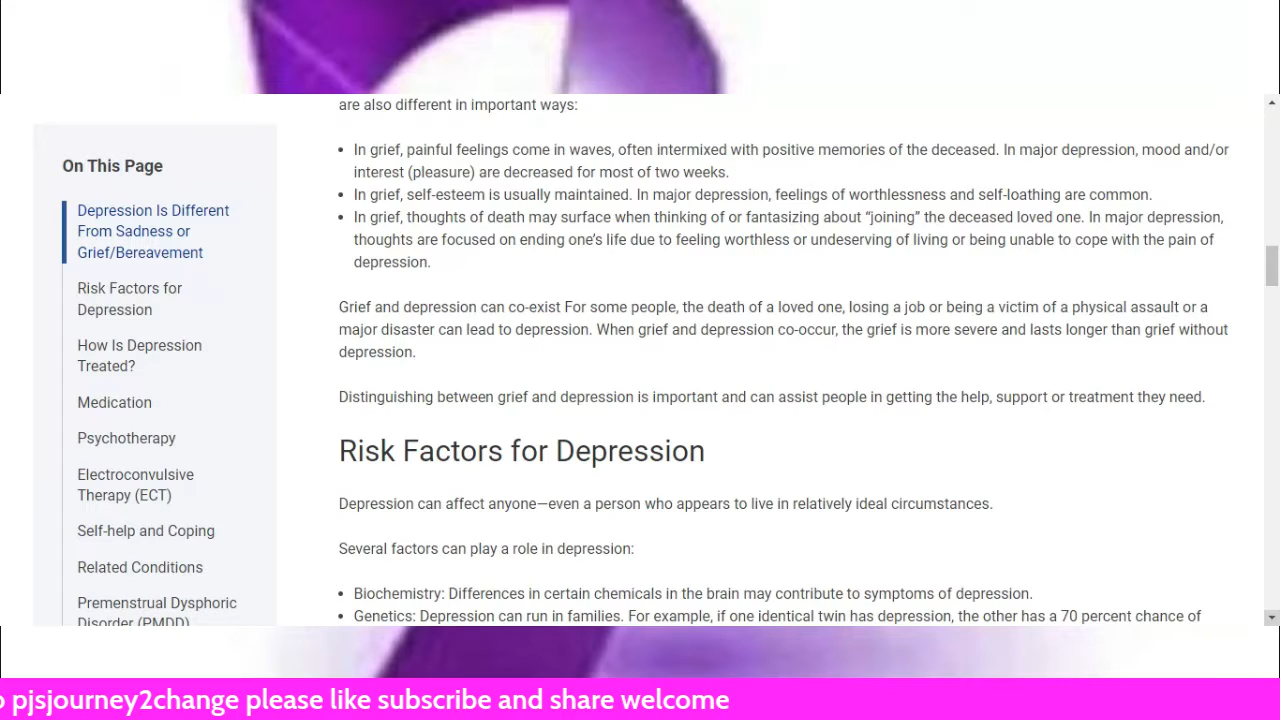 are also different in important ways:
On This Page
Depression Is Different
From Sadness or
Grief/Bereavement
Risk Factors for
Depression
How Is Depression
Treated?
Medication
Psychotherapy
Electroconvulsive
Therapy (ECT)
Self-help and Coping
Related Conditions
Premenstrual Dysphoric
Disorder (PMDD)
• In grief, painful feelings come in waves, often intermixed with positive memories of the deceased. In major depression, mood and/or
interest (pleasure) are decreased for most of two weeks.
• In grief, self-esteem is usually maintained. In major depression, feelings of worthlessness and self-loathing are common.
• In grief, thoughts of death may surface when thinking of or fantasizing about “joining” the deceased loved one. In major depression,
thoughts are focused on ending one’s life due to feeling worthless or undeserving of living or being unable to cope with the pain of
depression.
Grief and depression can co-exist For some people, the death of a loved one, losing a job or being a victim of a physical assault or a
major disaster can lead to depression. When grief and depression co-occur, the grief is more severe and lasts longer than grief without
depression.
Distinguishing between grief and depression is important and can assist people in getting the help, support or treatment they need.
Risk Factors for Depression
Depression can affect anyone—even a person who appears to live in relatively ideal circumstances.
Several factors can play a role in depression:
• Biochemistry: Differences in certain chemicals in the brain may contribute to symptoms of depression.
• Genetics: Depression can run in families. For example, if one identical twin has depression, the other has a 70 percent chance of
pjsjourney2change please like subscribe and share welcome